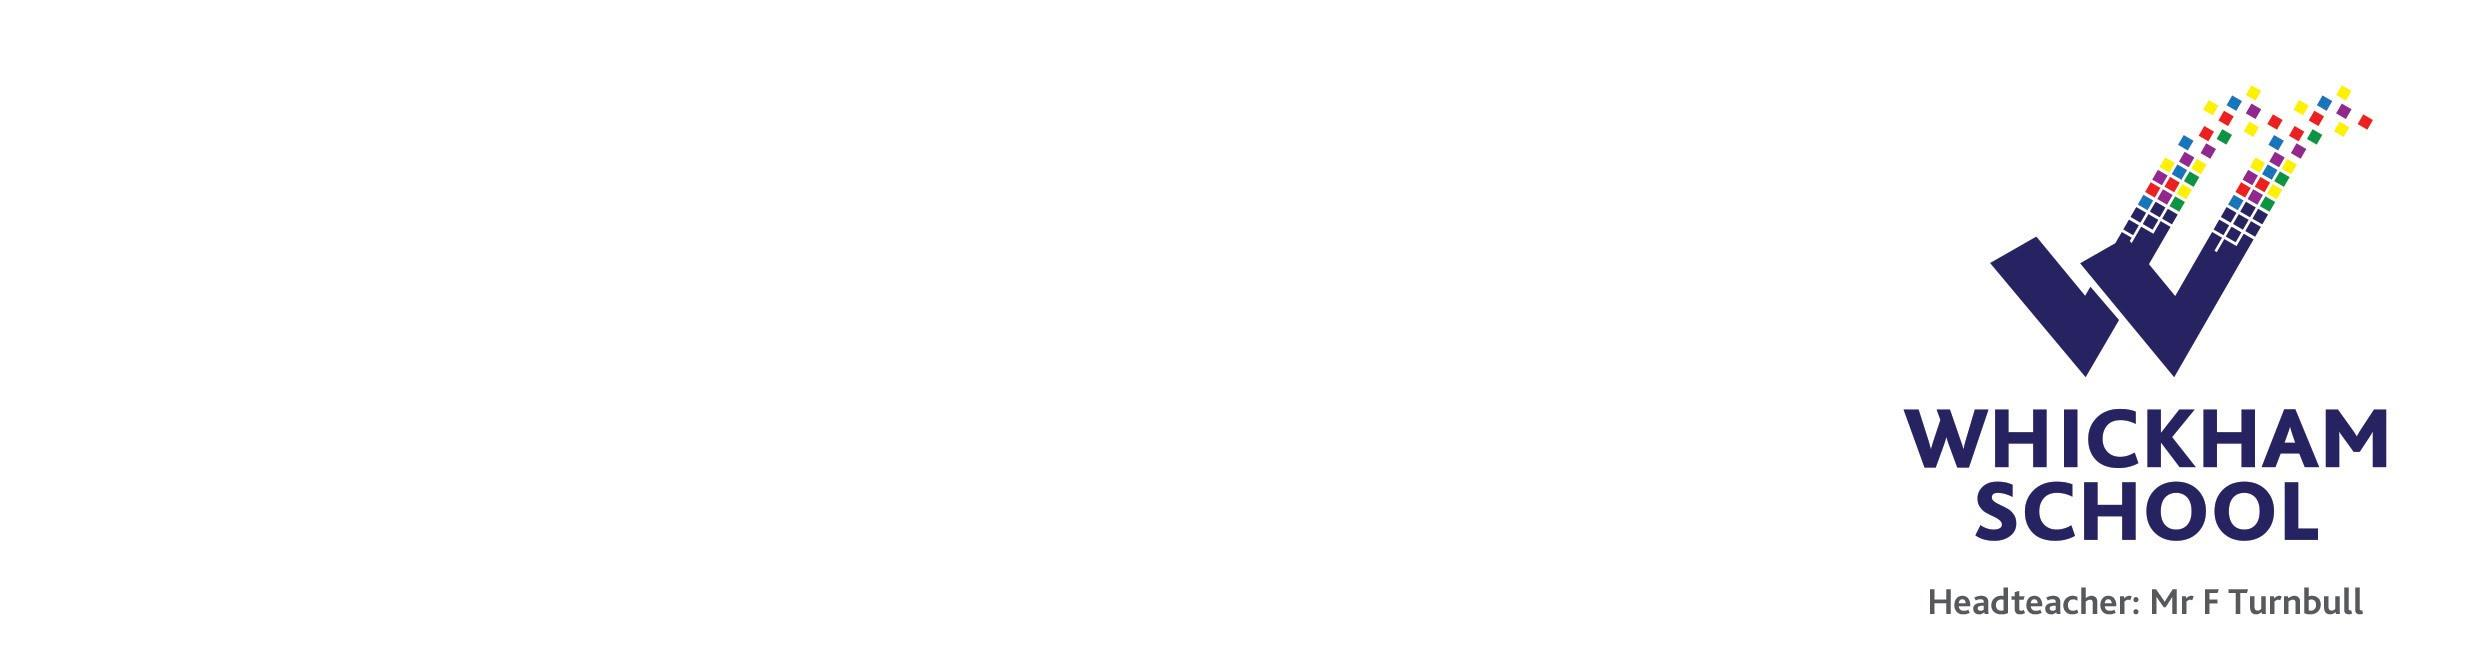 WHICKHAM
SCHOOL
Headteacher: Mr F Turnbull